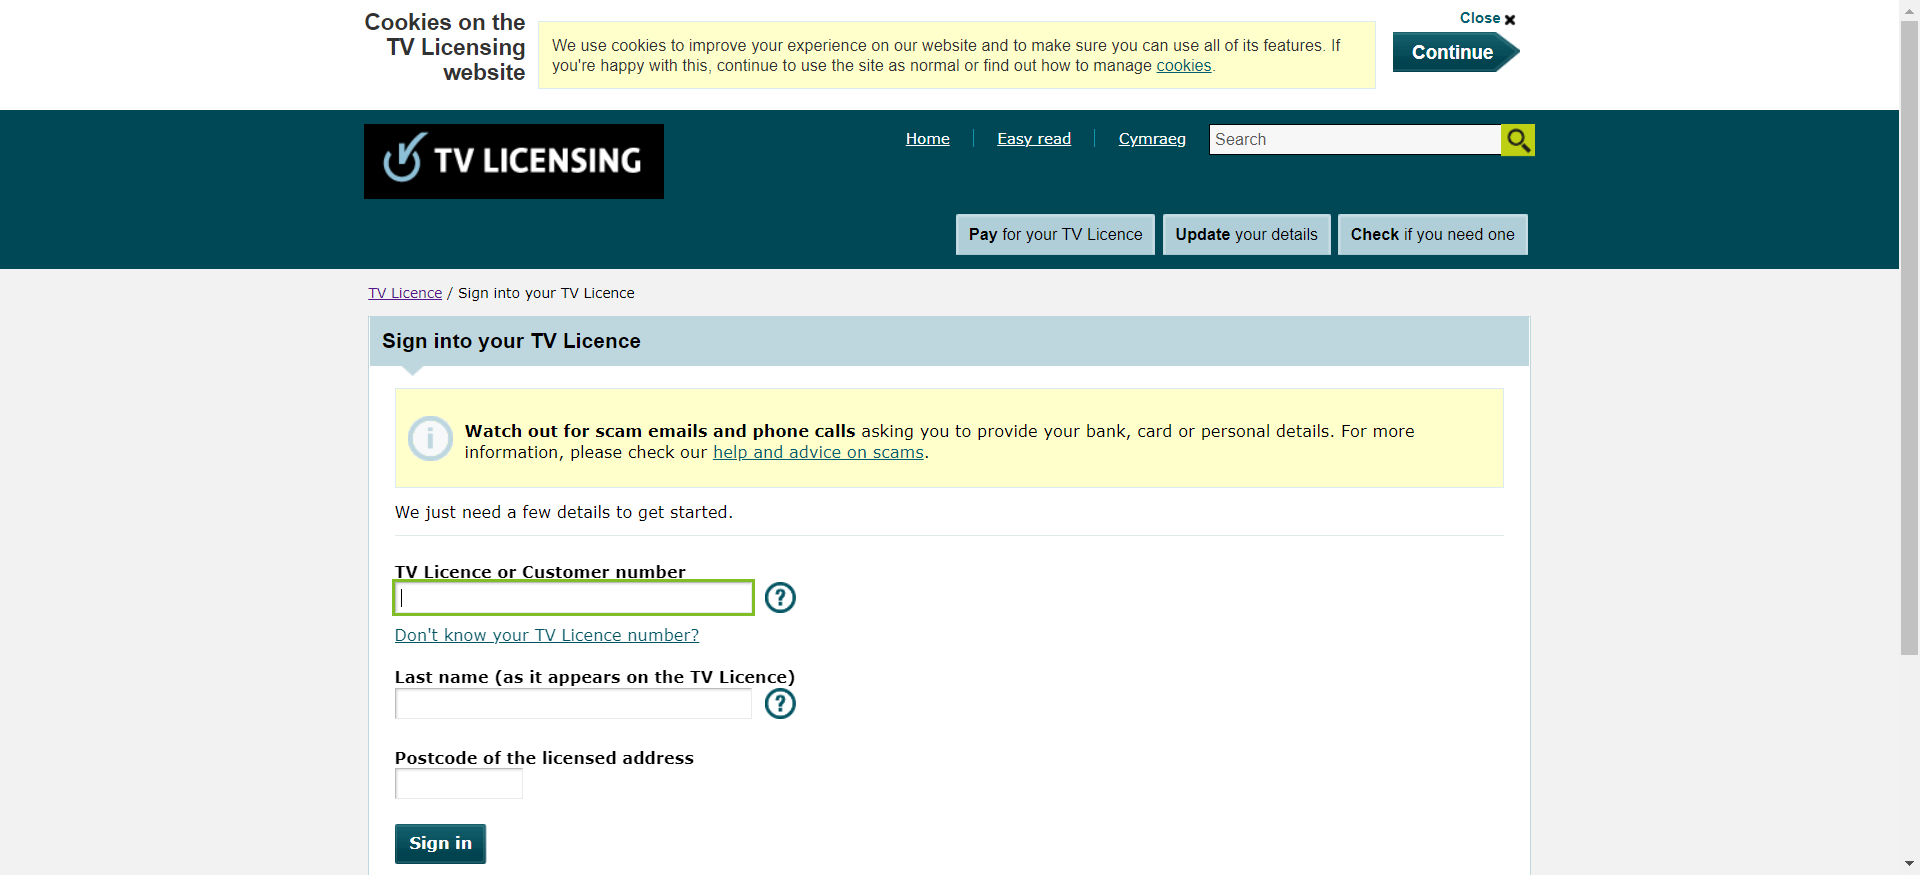 Cookies on the
TV Licensing
website
We use cookies to improve your experience on our website and to make sure you can use all of its features. If
you're happy with this, continue to use the site as normal or find out how to manage cookies.
Close
Continue
TV LICENSING
Home
Easy read
Cymraeg
Search
Pay for your TV Licence
Update your details
Check if you need one
TV Licence / Sign into your TV Licence
Sign into your TV Licence
i
Watch out for scam emails and phone calls asking you to provide your bank, card or personal details. For more
information, please check our help and advice on scams.
We just need a few details to get started.
TV Licence or Customer number
?
Don't know your TV Licence number?
Last name (as it appears on the TV Licence)
?
Postcode of the licensed address
Sign in